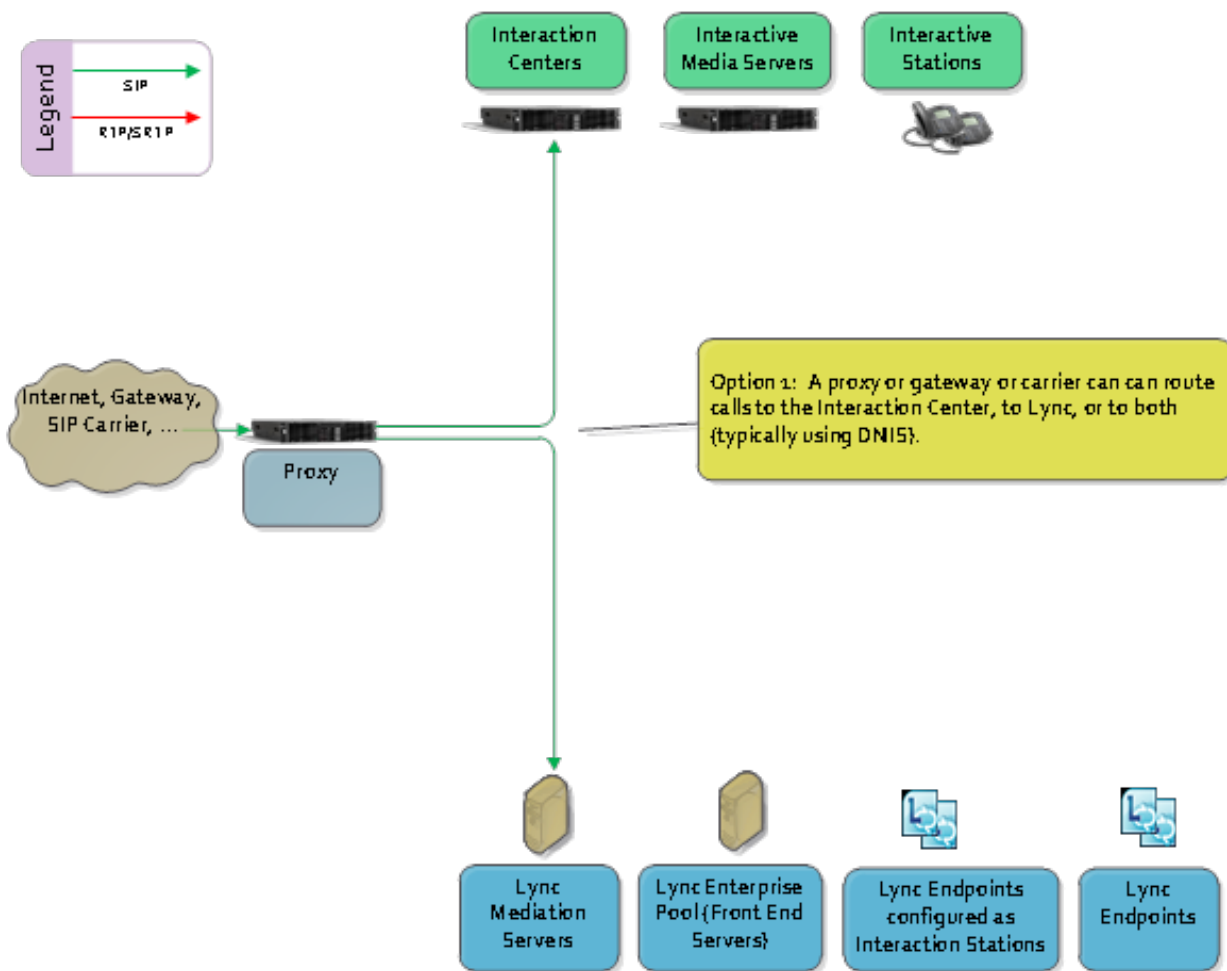 Legend
SIP
RTP/SRTP
Interaction
Centers
Interactive
Media Servers
Interactive
Stations
Internet, Gateway,
SIP Carrier, ...
Proxy
Option 1: A proxy or gateway or carrier can can route
calls to the Interaction Center, to Lync, or to both
(typically using DNIS).
Lync
Mediation
Servers
Lync Enterprise
Pool (Front End
Servers)
Lync Endpoints
configured as
Interaction Stations
Lync
Endpoints